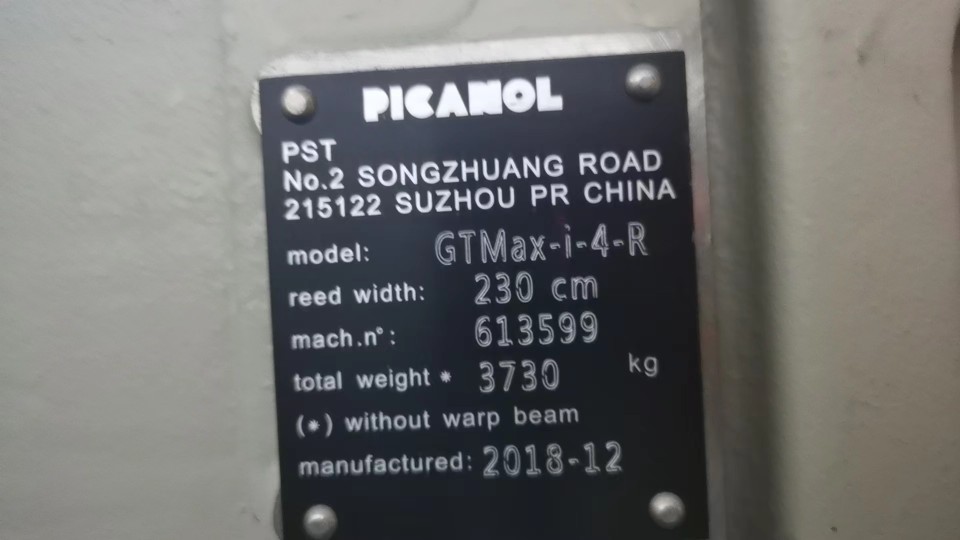 PICANOL
PST
No.2 SONGZHUANG ROAD
215122 SUZHOU PR CHINA
model: GTMax-i-4-R
reed width: 230 cm
mach.n°: 613599
total weight * 3730 kg
(*) without warp beam
manufactured: 2018-12